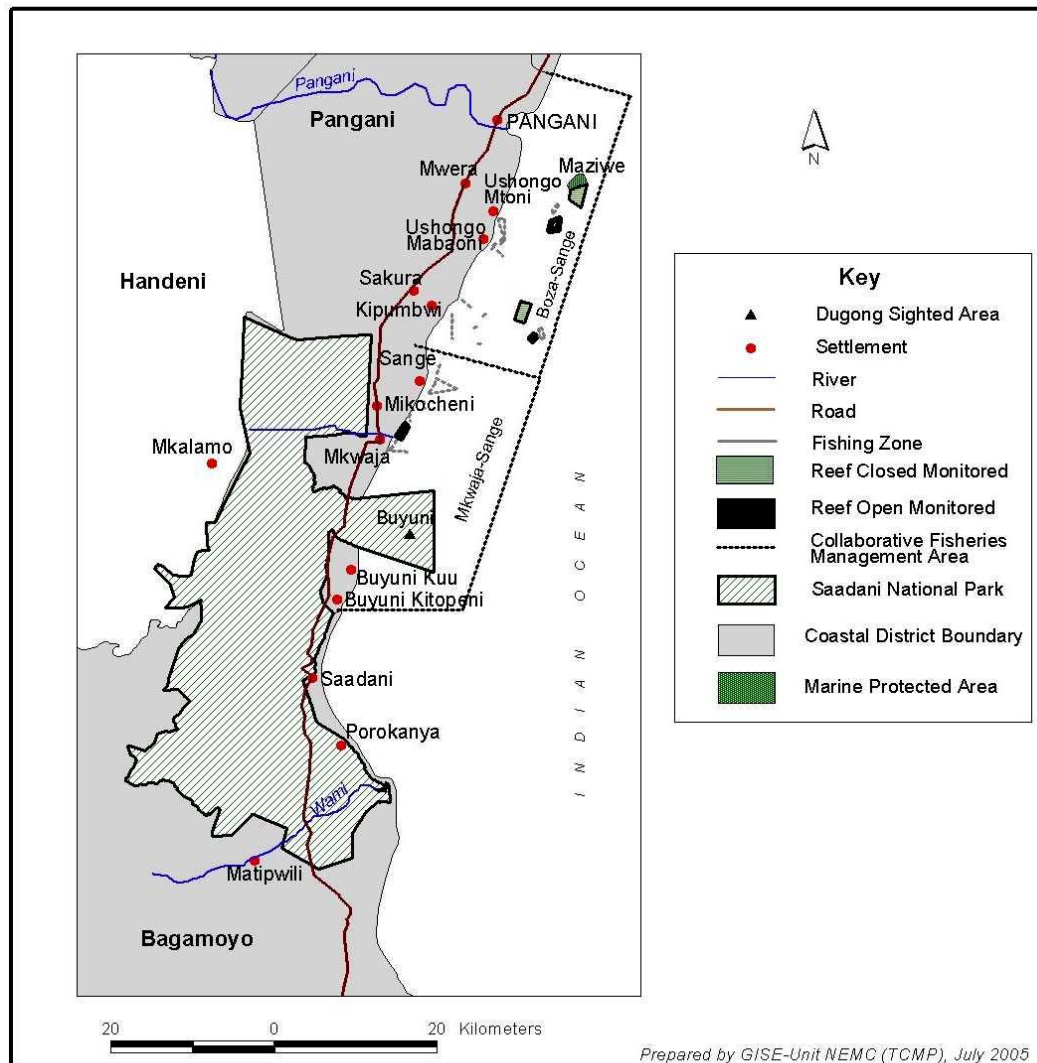 Pangani
Pangani
PANGANI
Mwera
Maziwe
Ushongo
Mtoni
Ushongo
Mabaoni
Handeni
Sakura
Kipumbwi
Boza-Sange
Sange
Mikocheni
Mkalamo
Mkwaja
Mkwaja-Sange
Buyuni
Buyuni Kuu
Buyuni Kitopeni
INDIAN OCEAN
Saadani
Porokanya
Wami
Matipwili
Bagamoyo
N
Key
Dugong Sighted Area
Settlement
River
Road
Fishing Zone
Reef Closed Monitored
Reef Open Monitored
Collaborative Fisheries
Management Area
Saadani National Park
Coastal District Boundary
Marine Protected Area
20 0 20 Kilometers
Prepared by GISE-Unit NEMC (TCMP), July 2005